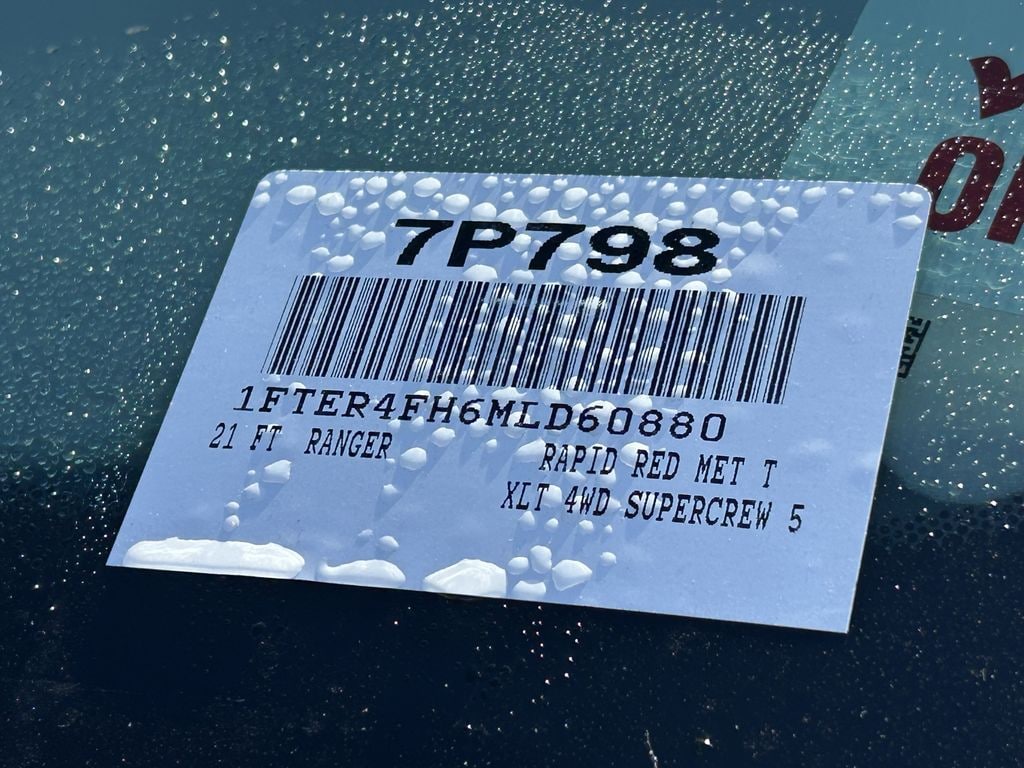 7P798
1FTER4FH6MLD60880
21 FT RANGER
RAPID RED MET T
XLT 4WD SUPERCREW 5